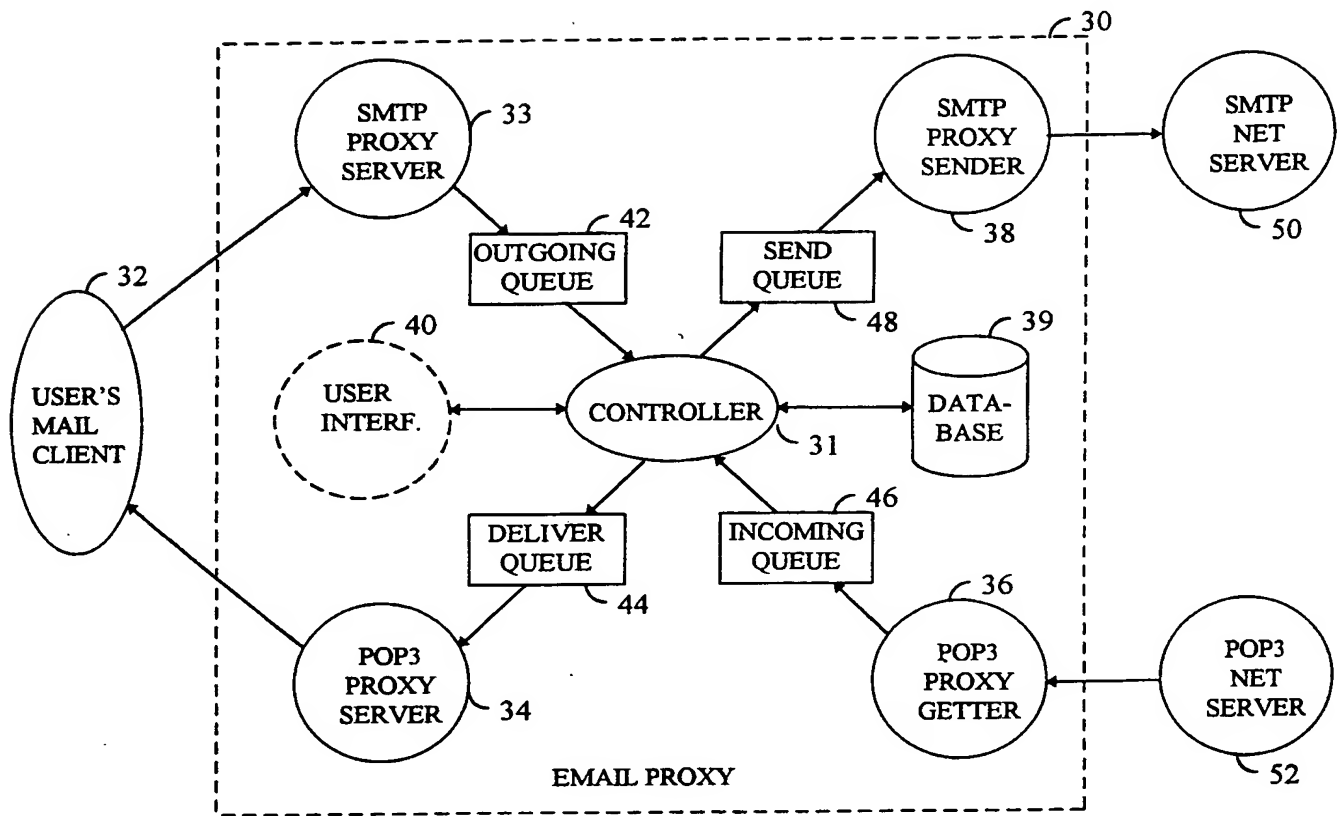 30
SMTP
PROXY
SERVER
33
SMTP
PROXY
SENDER
38
SMTP
NET
SERVER
50
42
OUTGOING
QUEUE
SEND
QUEUE
48
32
USER'S
MAIL
CLIENT
40
USER
INTERF.
CONTROLLER
31
39
DATA-
BASE
DELIVER
QUEUE
44
46
INCOMING
QUEUE
POP3
PROXY
SERVER
34
36
POP3
PROXY
GETTER
POP3
NET
SERVER
52
EMAIL PROXY